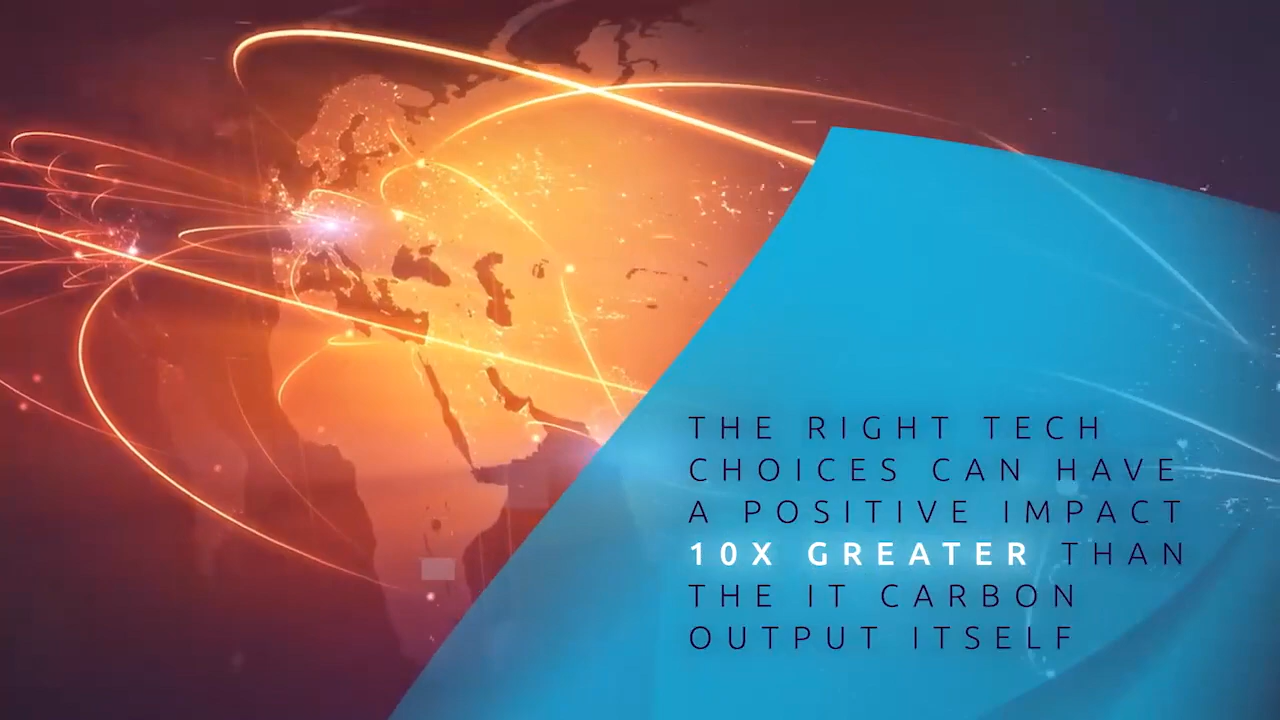 THE RIGHT TECH
CHOICES CAN HAVE
A POSITIVE IMPACT
10X GREATER THAN
THE IT CARBON
OUTPUT ITSELF